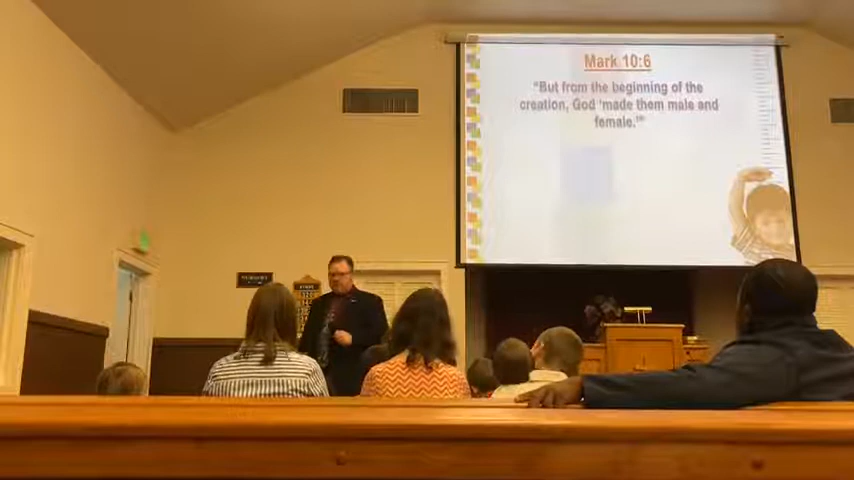 Mark 10:6
"But from the beginning of the
creation, God 'made them male and
female.'"